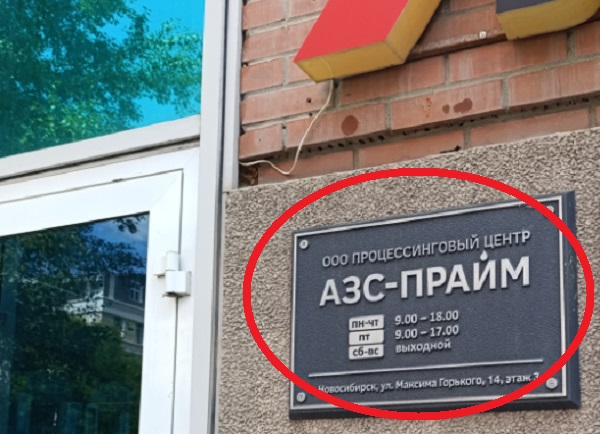 ООО ПРОЦЕССИНГОВЫЙ ЦЕНТР
АЗС-ПРАЙМ
ПН-ЧТ 9.00 – 18.00
ПТ 9.00 – 17.00
СБ-ВС ВЫХОДНОЙ
Новосибирск, ул. Максима Горького, 14, этаж